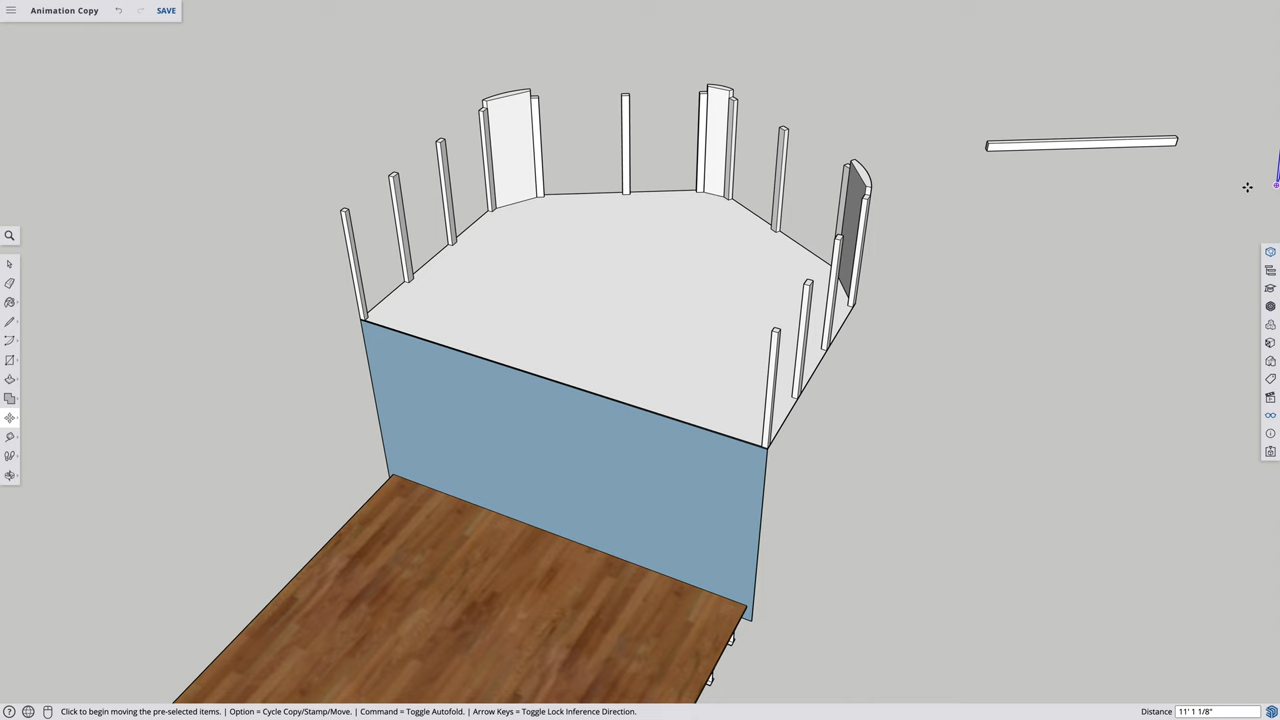 Animation Copy
SAVE
Click to begin moving the pre-selected items. | Option = Cycle Copy/Stamp/Move. | Command = Toggle Autofold. | Arrow Keys = Toggle Lock Inference Direction.
Distance 11' 1 1/8"